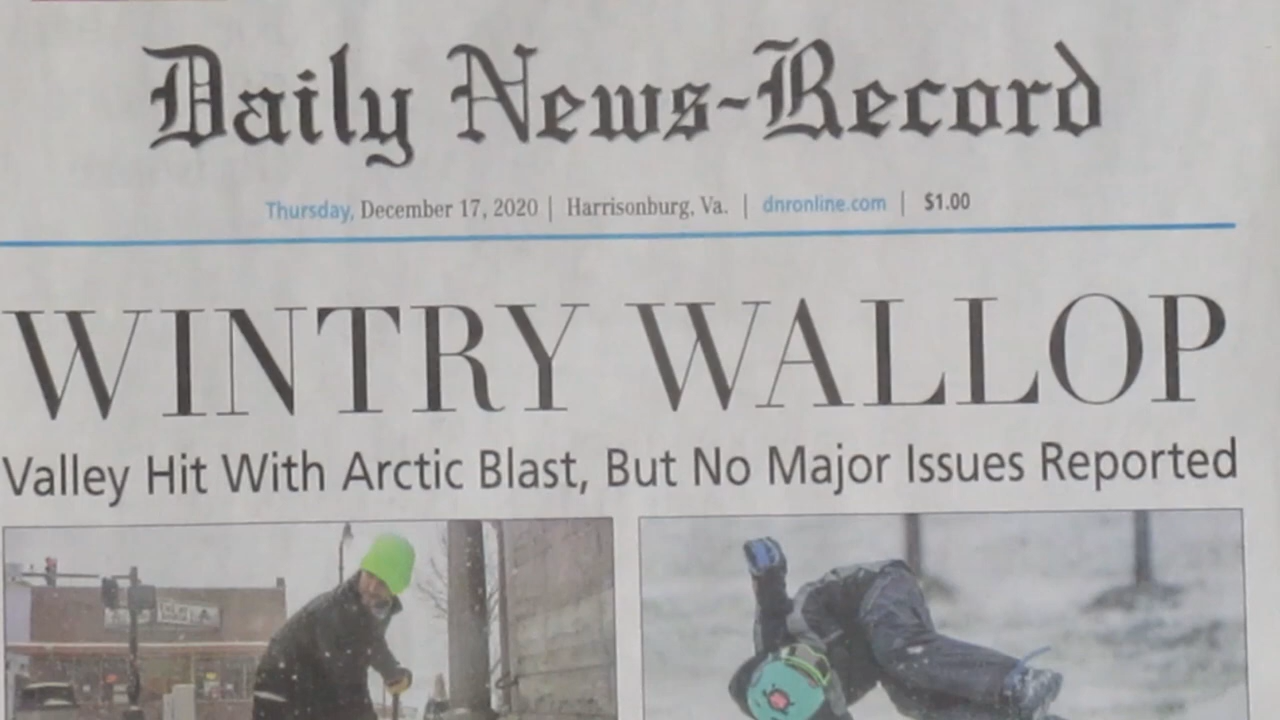 Daily News-Record
Thursday, December 17, 2020 | Harrisonburg, Va. | dnronline.com | $1.00
WINTRY WALLOP
Valley Hit With Arctic Blast, But No Major Issues Reported